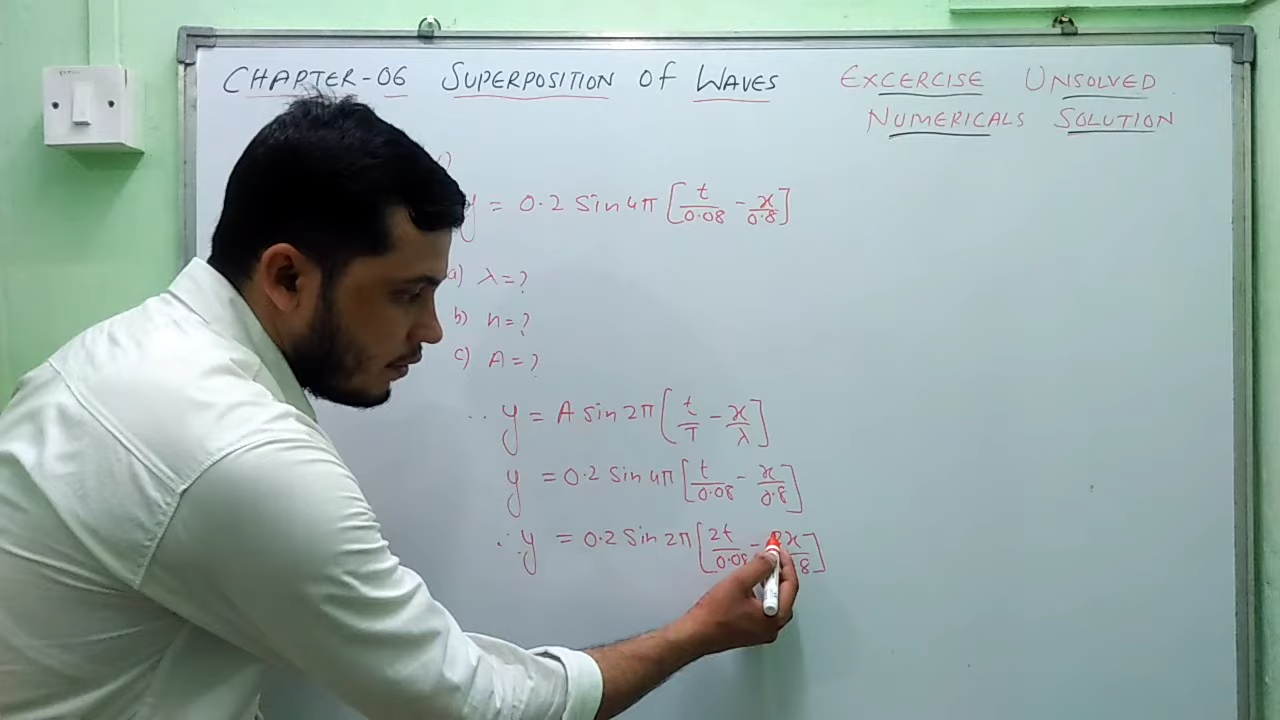 CHAPTER-06 SUPERPOSITION OF WAVES EXCERCISE UNSOLVED
NUMERICALS SOLUTION
y = 0.2 sin 4π [t/0.08 - x/0.8]
a) λ = ?
b) n = ?
c) A = ?
∵ y = A sin 2π [t/T - x/λ]
y = 0.2 sin 4π [t/0.08 - x/0.8]
∴ y = 0.2 sin 2π [2t/0.08 - 2x/8]